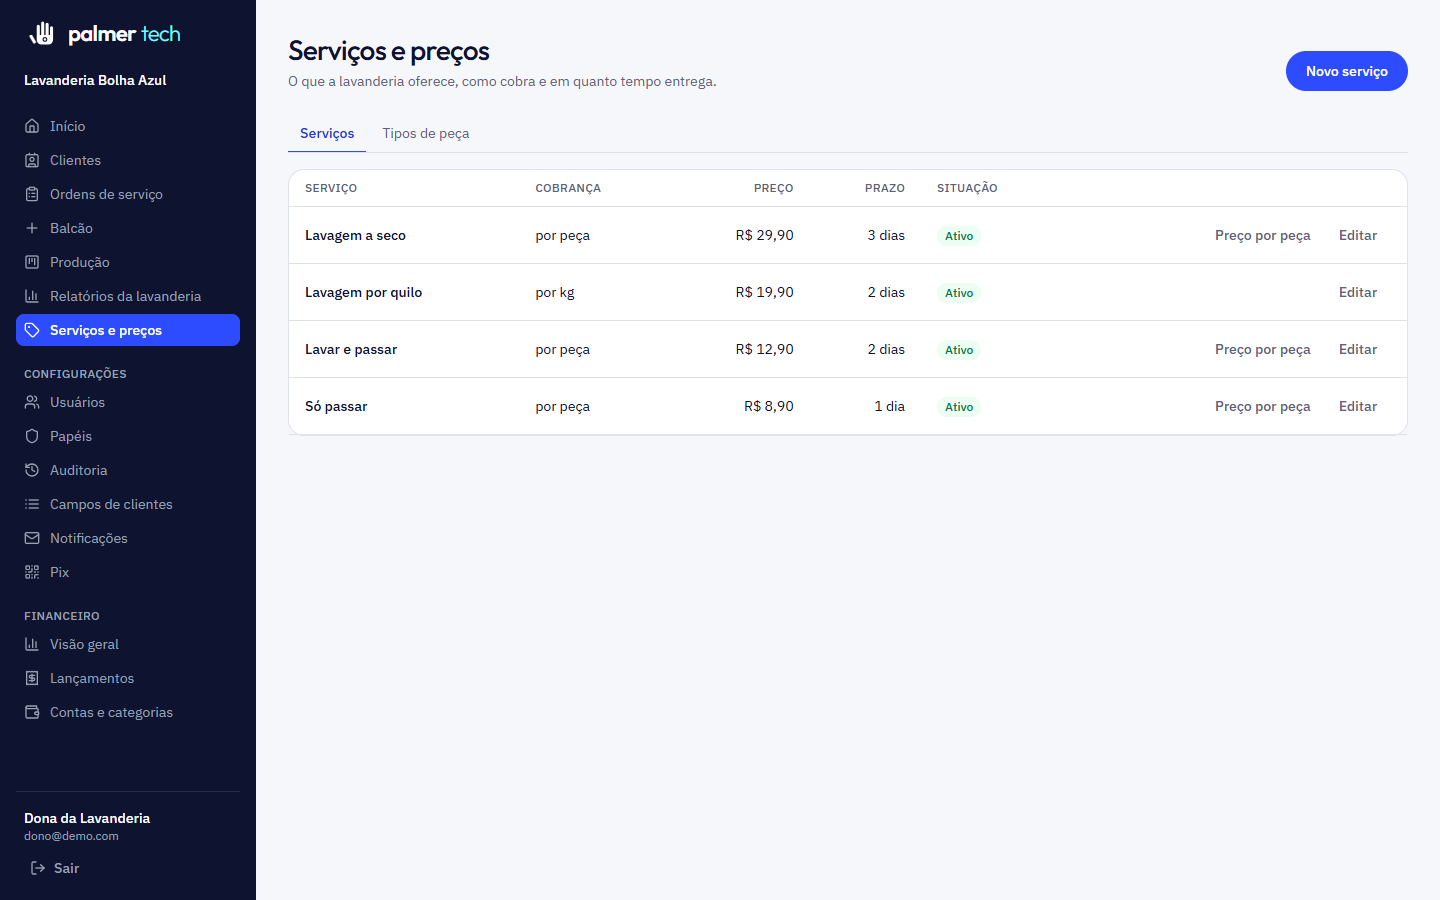 palmer tech
Lavanderia Bolha Azul
Início
Clientes
Ordens de serviço
Balcão
Produção
Relatórios da lavanderia
Serviços e preços
CONFIGURAÇÕES
Usuários
Papéis
Auditoria
Campos de clientes
Notificações
Pix
FINANCEIRO
Visão geral
Lançamentos
Contas e categorias
Dona da Lavanderia
dono@demo.com
Sair
Serviços e preços
O que a lavanderia oferece, como cobra e em quanto tempo entrega.
Novo serviço
Serviços Tipos de peça
SERVIÇO COBRANÇA PREÇO PRAZO SITUAÇÃO
Lavagem a seco por peça R$ 29,90 3 dias Ativo Preço por peça Editar
Lavagem por quilo por kg R$ 19,90 2 dias Ativo Editar
Lavar e passar por peça R$ 12,90 2 dias Ativo Preço por peça Editar
Só passar por peça R$ 8,90 1 dia Ativo Preço por peça Editar